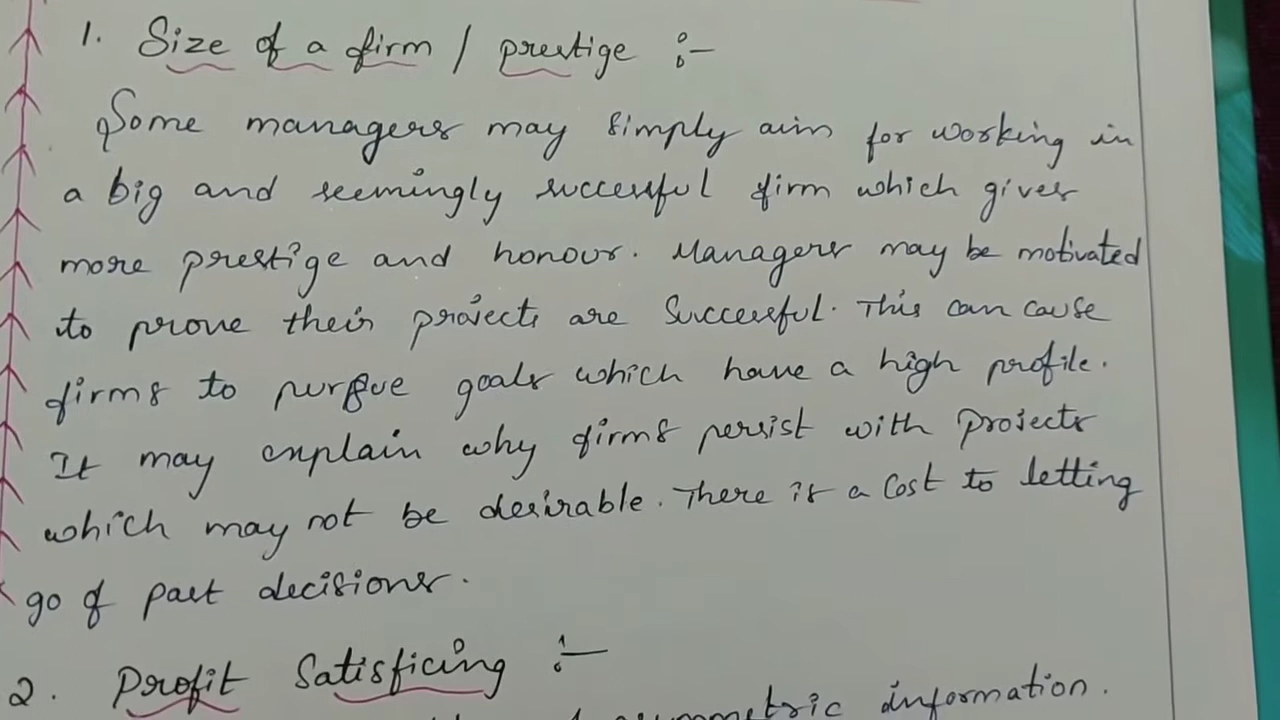 1. Size of a firm / prestige :-
Some managers may simply aim for working in
a big and seemingly successful firm which gives
more prestige and honour. Managers may be motivated
to prove their projects are successful. This can cause
firms to pursue goals which have a high profile.
It may explain why firms persist with projects
which may not be desirable. There is a cost to letting
go of past decisions.
2. Profit Satisficing :-
asymmetric information.